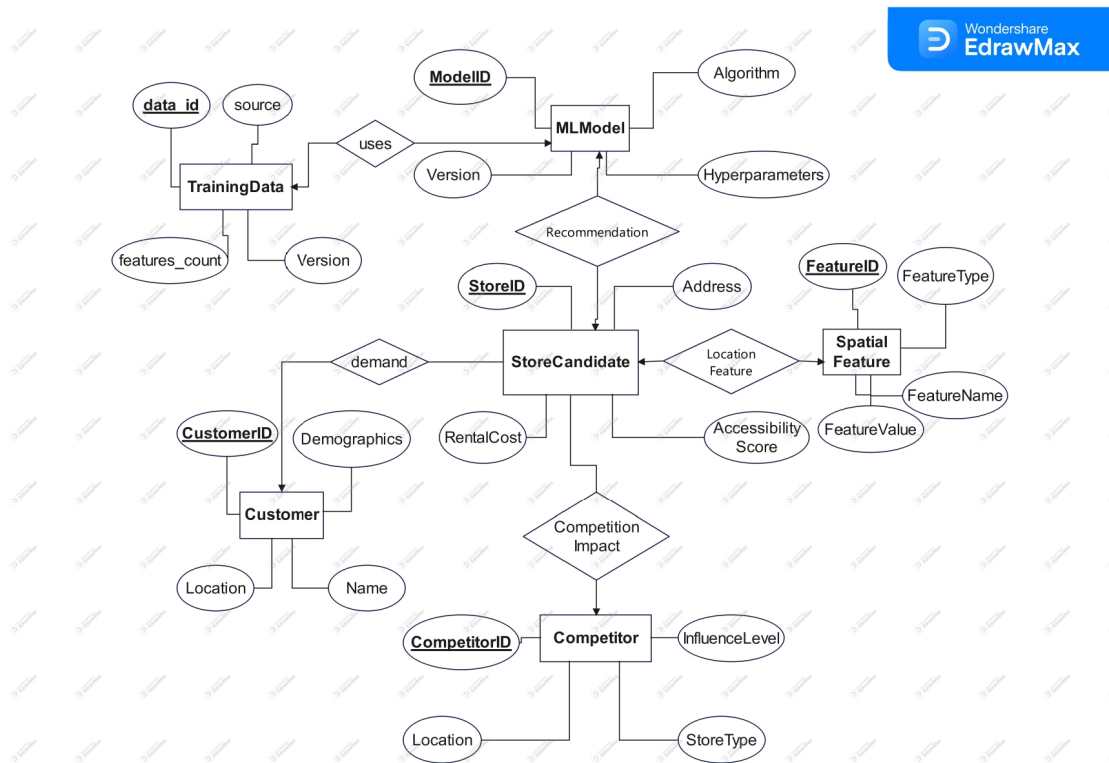 Wondershare
EdrawMax
ModelID
Algorithm
data_id
source
MLModel
uses
Version
Hyperparameters
TrainingData
Recommendation
features_count
Version
FeatureID
FeatureType
StoreID
Address
StoreCandidate
Location
Feature
Spatial
Feature
demand
FeatureName
FeatureValue
CustomerID
Demographics
RentalCost
Accessibility
Score
Customer
Competition
Impact
Location
Name
CompetitorID
Competitor
InfluenceLevel
Location
StoreType